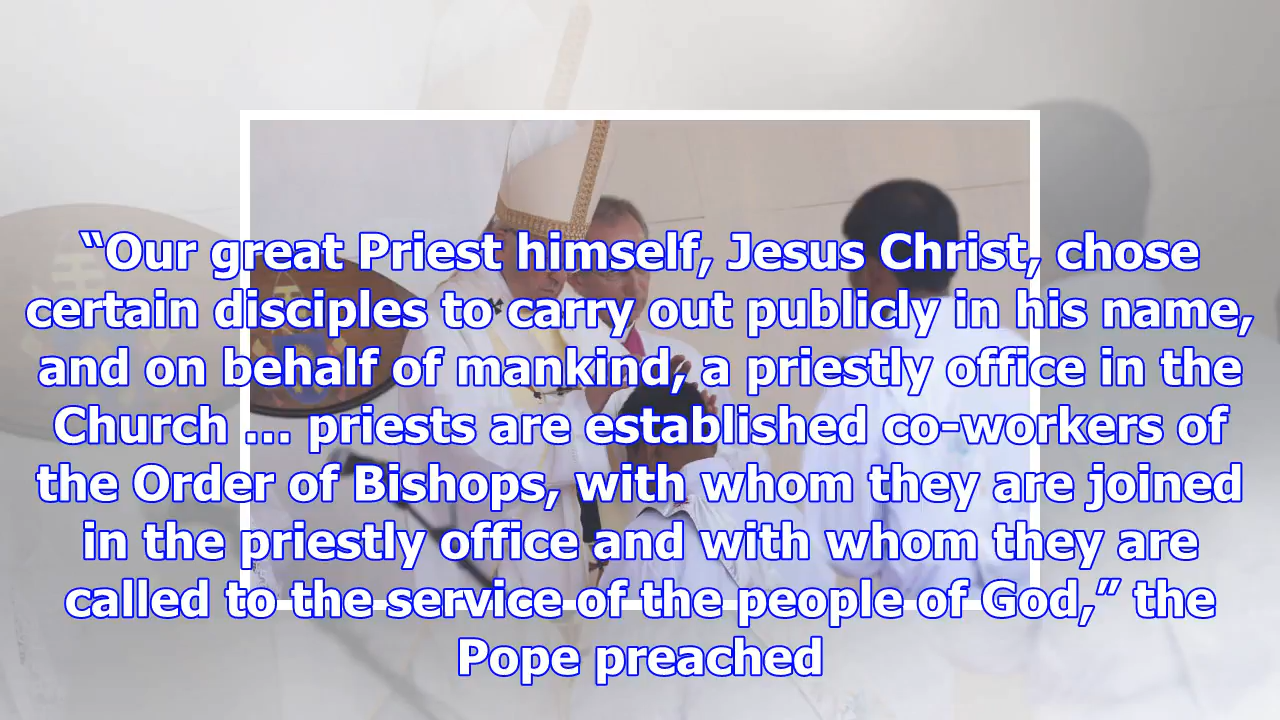 “Our great Priest himself, Jesus Christ, chose
certain disciples to carry out publicly in his name,
and on behalf of mankind, a priestly office in the
Church ... priests are established co-workers of
the Order of Bishops, with whom they are joined
in the priestly office and with whom they are
called to the service of the people of God,” the
Pope preached